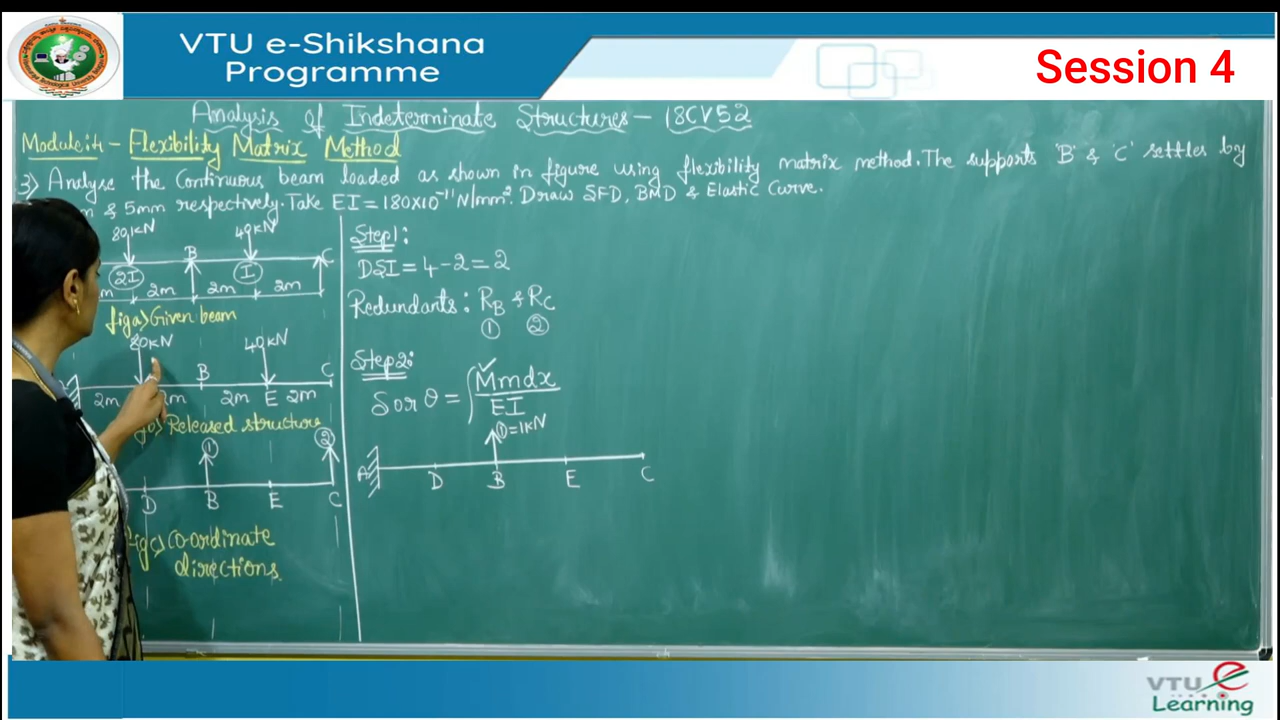 VTU e-Shikshana
Programme
Session 4
Analysis of Indeterminate Structures - 18CV52
Module:4 - Flexibility Matrix Method
3) Analyse the Continuous beam loaded as shown in figure using flexibility matrix method. The supports 'B' & 'C' settles by
& 5mm respectively. Take EI = 180x10⁻¹¹ N/mm². Draw SFD, BMD & Elastic Curve.
80kN 40kN
B C
2I I
2m 2m 2m
fig a) Given beam
80kN 40kN
B C
2m 2m 2m E 2m
Released structure
① ②
D B E C
fig c) Co-ordinate
directions
Step 1:
DSI = 4 - 2 = 2
Redundants: R_B & R_C
① ②
Step 2:
δ or θ = ∫ Mmdx
EI
① = 1kN
A D B E C
VTU e
Learning